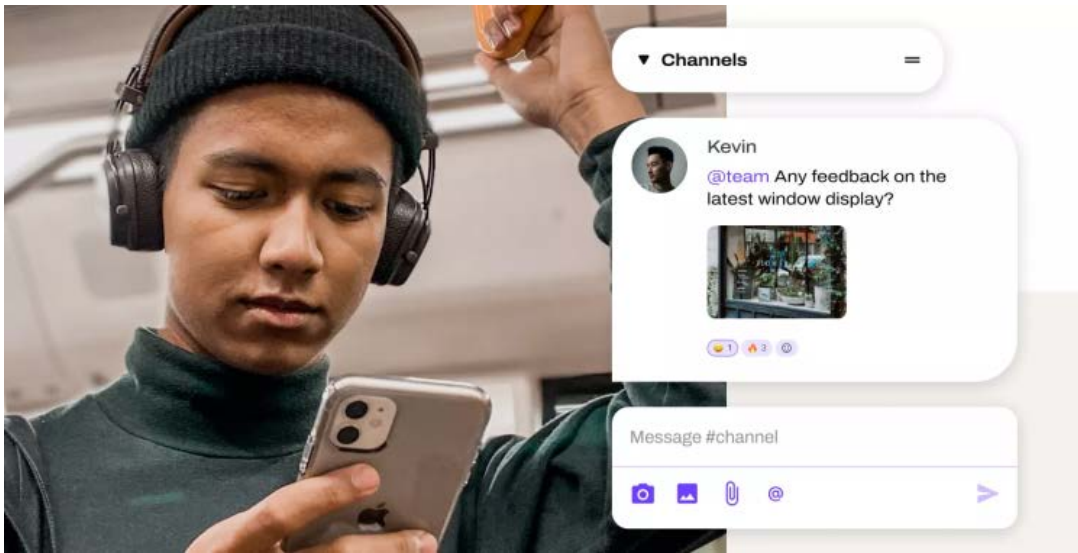 Channels
Kevin
@team Any feedback on the
latest window display?
1 3
Message #channel
@